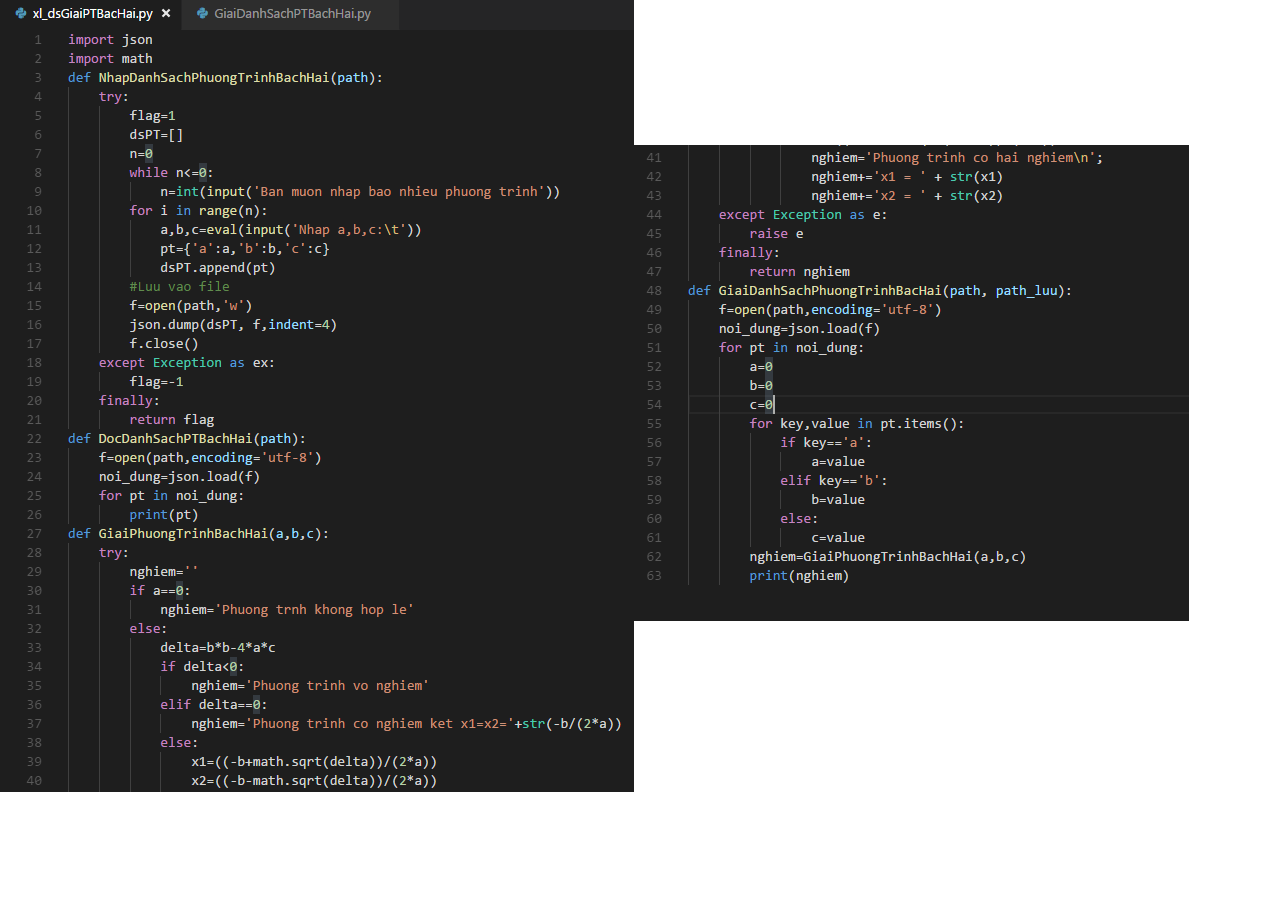 xl_dsGiaiPTBacHai.py × GiaiDanhSachPTBachHai.py
1 import json
2 import math
3 def NhapDanhSachPhuongTrinhBachHai(path):
4 try:
5 flag=1
6 dsPT=[]
7 n=0
8 while n<=0:
9 n=int(input('Ban muon nhap bao nhieu phuong trinh'))
10 for i in range(n):
11 a,b,c=eval(input('Nhap a,b,c:\t'))
12 pt={'a':a,'b':b,'c':c}
13 dsPT.append(pt)
14 #Luu vao file
15 f=open(path,'w')
16 json.dump(dsPT, f,indent=4)
17 f.close()
18 except Exception as ex:
19 flag=-1
20 finally:
21 return flag
22 def DocDanhSachPTBachHai(path):
23 f=open(path,encoding='utf-8')
24 noi_dung=json.load(f)
25 for pt in noi_dung:
26 print(pt)
27 def GiaiPhuongTrinhBachHai(a,b,c):
28 try:
29 nghiem=''
30 if a==0:
31 nghiem='Phuong trnh khong hop le'
32 else:
33 delta=b*b-4*a*c
34 if delta<0:
35 nghiem='Phuong trinh vo nghiem'
36 elif delta==0:
37 nghiem='Phuong trinh co nghiem ket x1=x2='+str(-b/(2*a))
38 else:
39 x1=((-b+math.sqrt(delta))/(2*a))
40 x2=((-b-math.sqrt(delta))/(2*a))
41 nghiem='Phuong trinh co hai nghiem\n';
42 nghiem+='x1 = ' + str(x1)
43 nghiem+='x2 = ' + str(x2)
44 except Exception as e:
45 raise e
46 finally:
47 return nghiem
48 def GiaiDanhSachPhuongTrinhBacHai(path, path_luu):
49 f=open(path,encoding='utf-8')
50 noi_dung=json.load(f)
51 for pt in noi_dung:
52 a=0
53 b=0
54 c=0
55 for key,value in pt.items():
56 if key=='a':
57 a=value
58 elif key=='b':
59 b=value
60 else:
61 c=value
62 nghiem=GiaiPhuongTrinhBachHai(a,b,c)
63 print(nghiem)